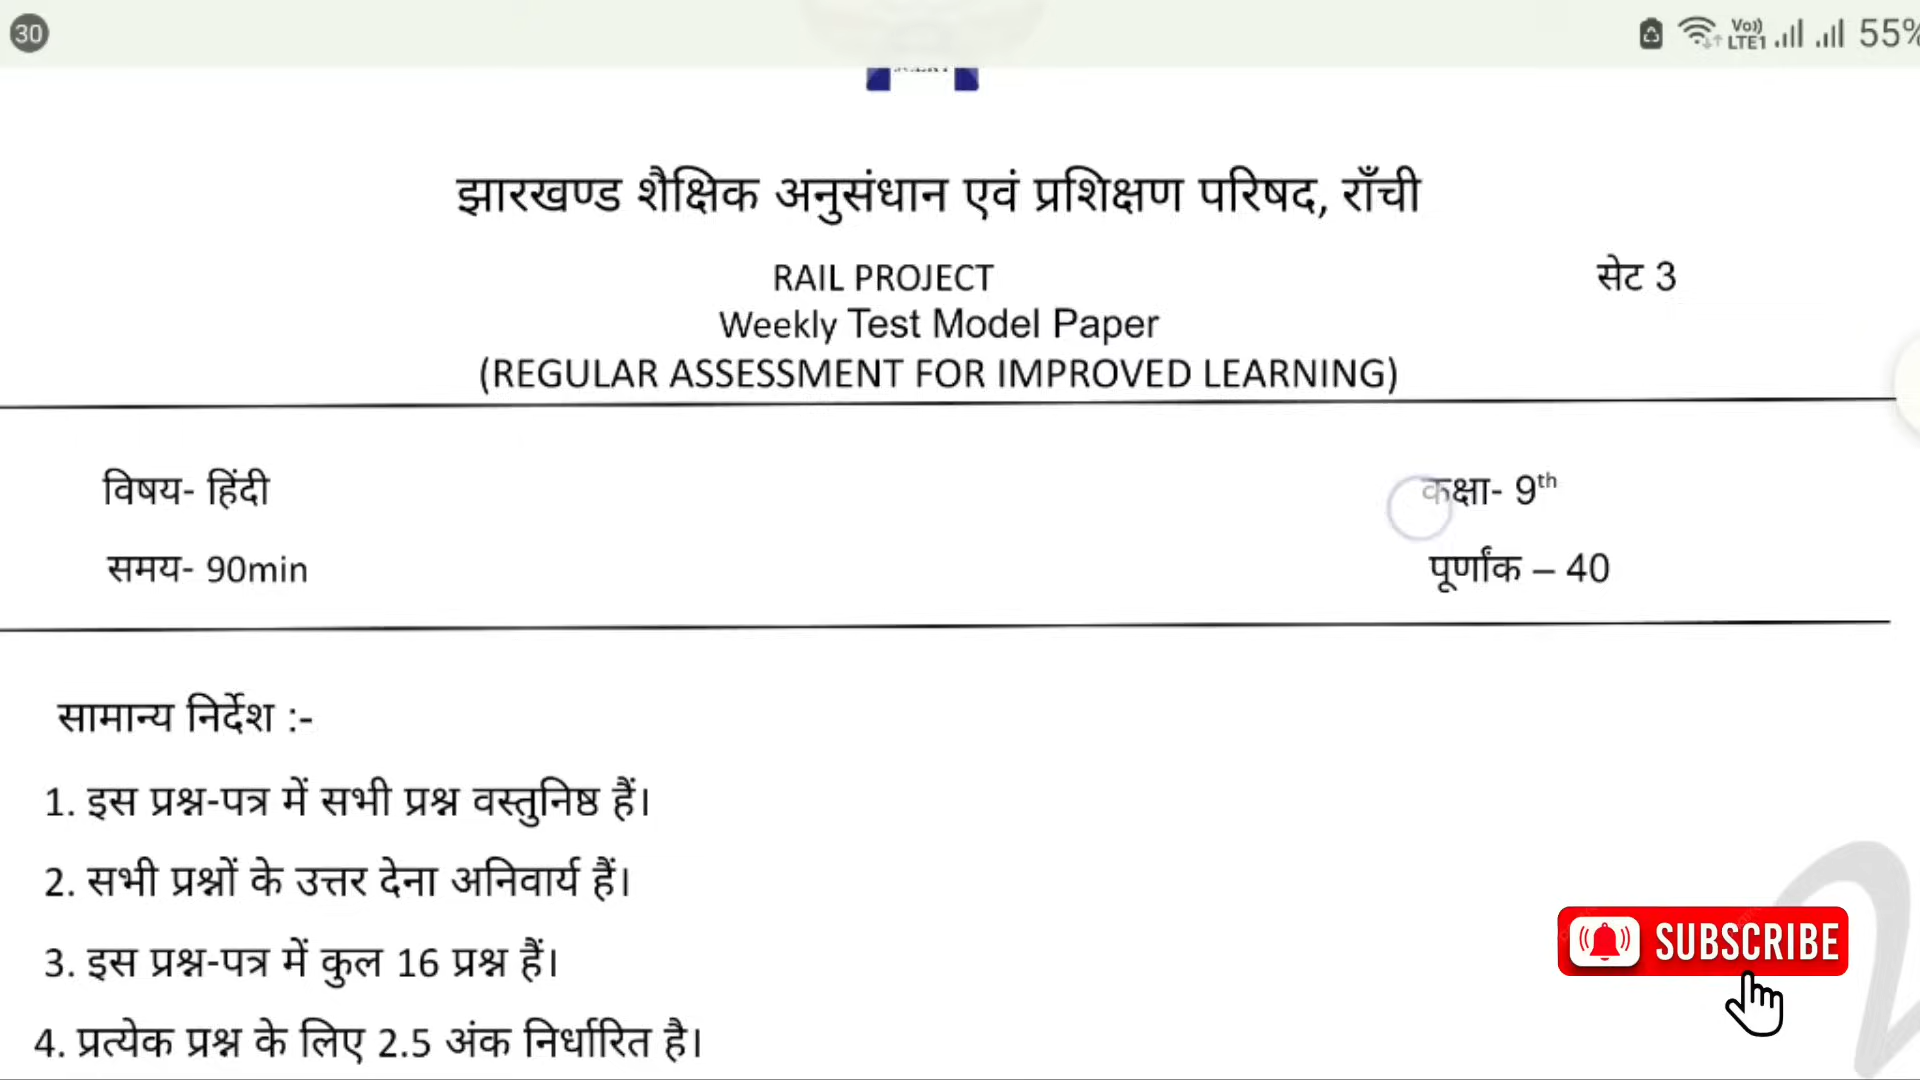 30
Vo)) LTE1 55%
झारखण्ड शैक्षिक अनुसंधान एवं प्रशिक्षण परिषद, राँची
RAIL PROJECT सेट 3
Weekly Test Model Paper
(REGULAR ASSESSMENT FOR IMPROVED LEARNING)
विषय- हिंदी कक्षा- 9th
समय- 90min पूर्णांक – 40
सामान्य निर्देश :-
1. इस प्रश्न-पत्र में सभी प्रश्न वस्तुनिष्ठ हैं।
2. सभी प्रश्नों के उत्तर देना अनिवार्य हैं।
3. इस प्रश्न-पत्र में कुल 16 प्रश्न हैं।
4. प्रत्येक प्रश्न के लिए 2.5 अंक निर्धारित है।
SUBSCRIBE